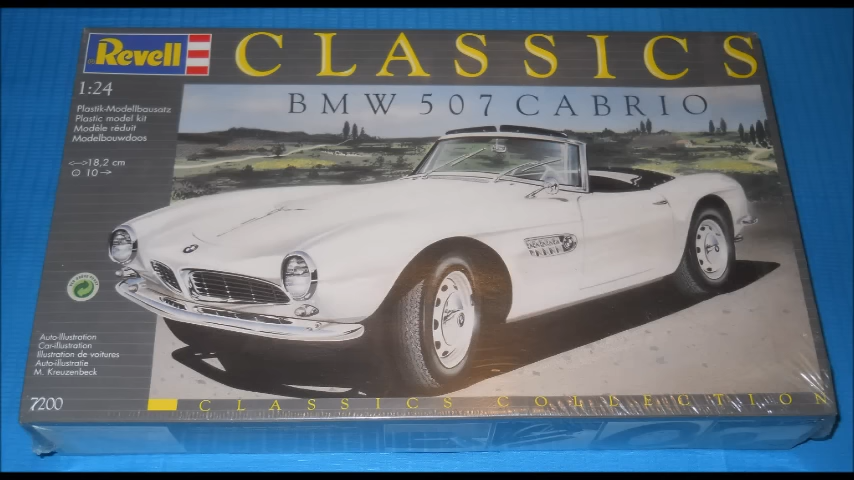 Revell
CLASSICS
1:24
BMW 507 CABRIO
Plastik-Modellbausatz
Plastic model kit
Modèle réduit
Modelbouwdoos
<-->18,2 cm
10 →
Auto-Illustration
Car-illustration
Illustration de voitures
Auto-illustratie
M. Kreuzenbeck
7200
CLASSICS COLLECTION